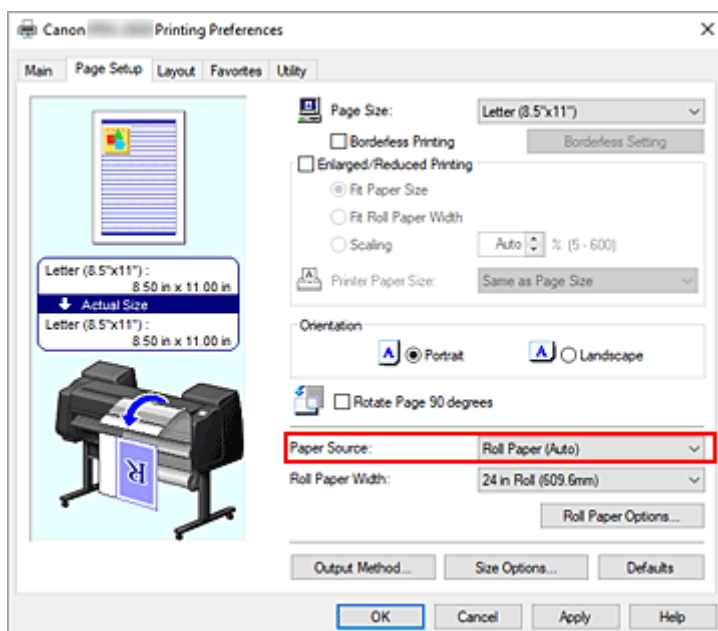 Canon Printing Preferences
Main Page Setup Layout Favorites Utility
Page Size: Letter (8.5"x11")
Borderless Printing Borderless Setting
Enlarged/Reduced Printing
Fit Paper Size
Fit Roll Paper Width
Scaling Auto % (5 - 600)
Printer Paper Size: Same as Page Size
Letter (8.5"x11") :
8.50 in x 11.00 in
Actual Size
Letter (8.5"x11") :
8.50 in x 11.00 in
Orientation
A Portrait A Landscape
Rotate Page 90 degrees
Paper Source: Roll Paper (Auto)
Roll Paper Width: 24 in Roll (609.6mm)
Roll Paper Options...
R
Output Method... Size Options... Defaults
OK Cancel Apply Help